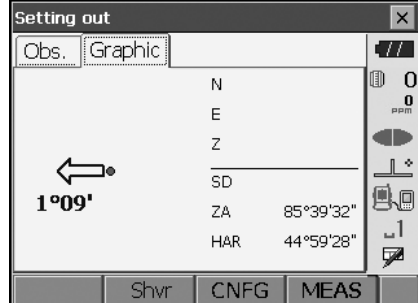 Setting out
Obs. Graphic
0
0
PPM
N
E
Z
1°09'
SD
ZA 85°39'32"
HAR 44°59'28"
1
Shvr CNFG MEAS